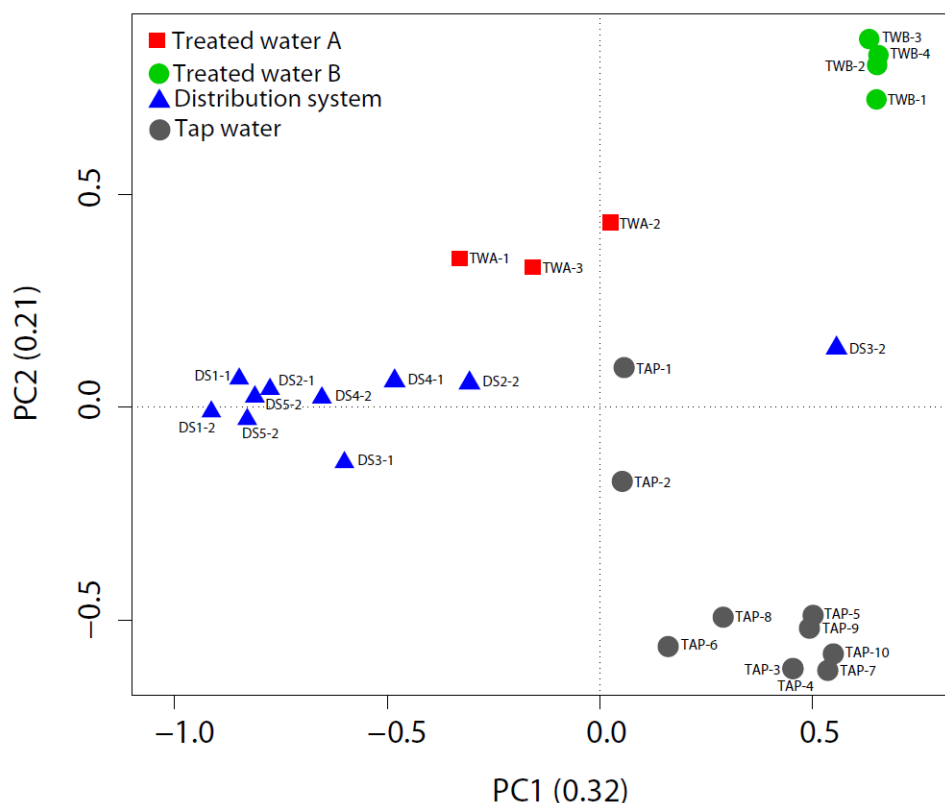 Treated water A
Treated water B
Distribution system
Tap water
TWB-3
TWB-4
TWB-2
TWB-1
TWA-2
TWA-1
TWA-3
DS3-2
TAP-1
DS1-1
DS2-1
DS4-1
DS2-2
DS5-2
DS4-2
DS1-2
DS5-2
DS3-1
TAP-2
TAP-8
TAP-5
TAP-9
TAP-6
TAP-10
TAP-3
TAP-7
TAP-4
0.5
0.0
−0.5
PC2 (0.21)
−1.0
−0.5
0.0
0.5
PC1 (0.32)